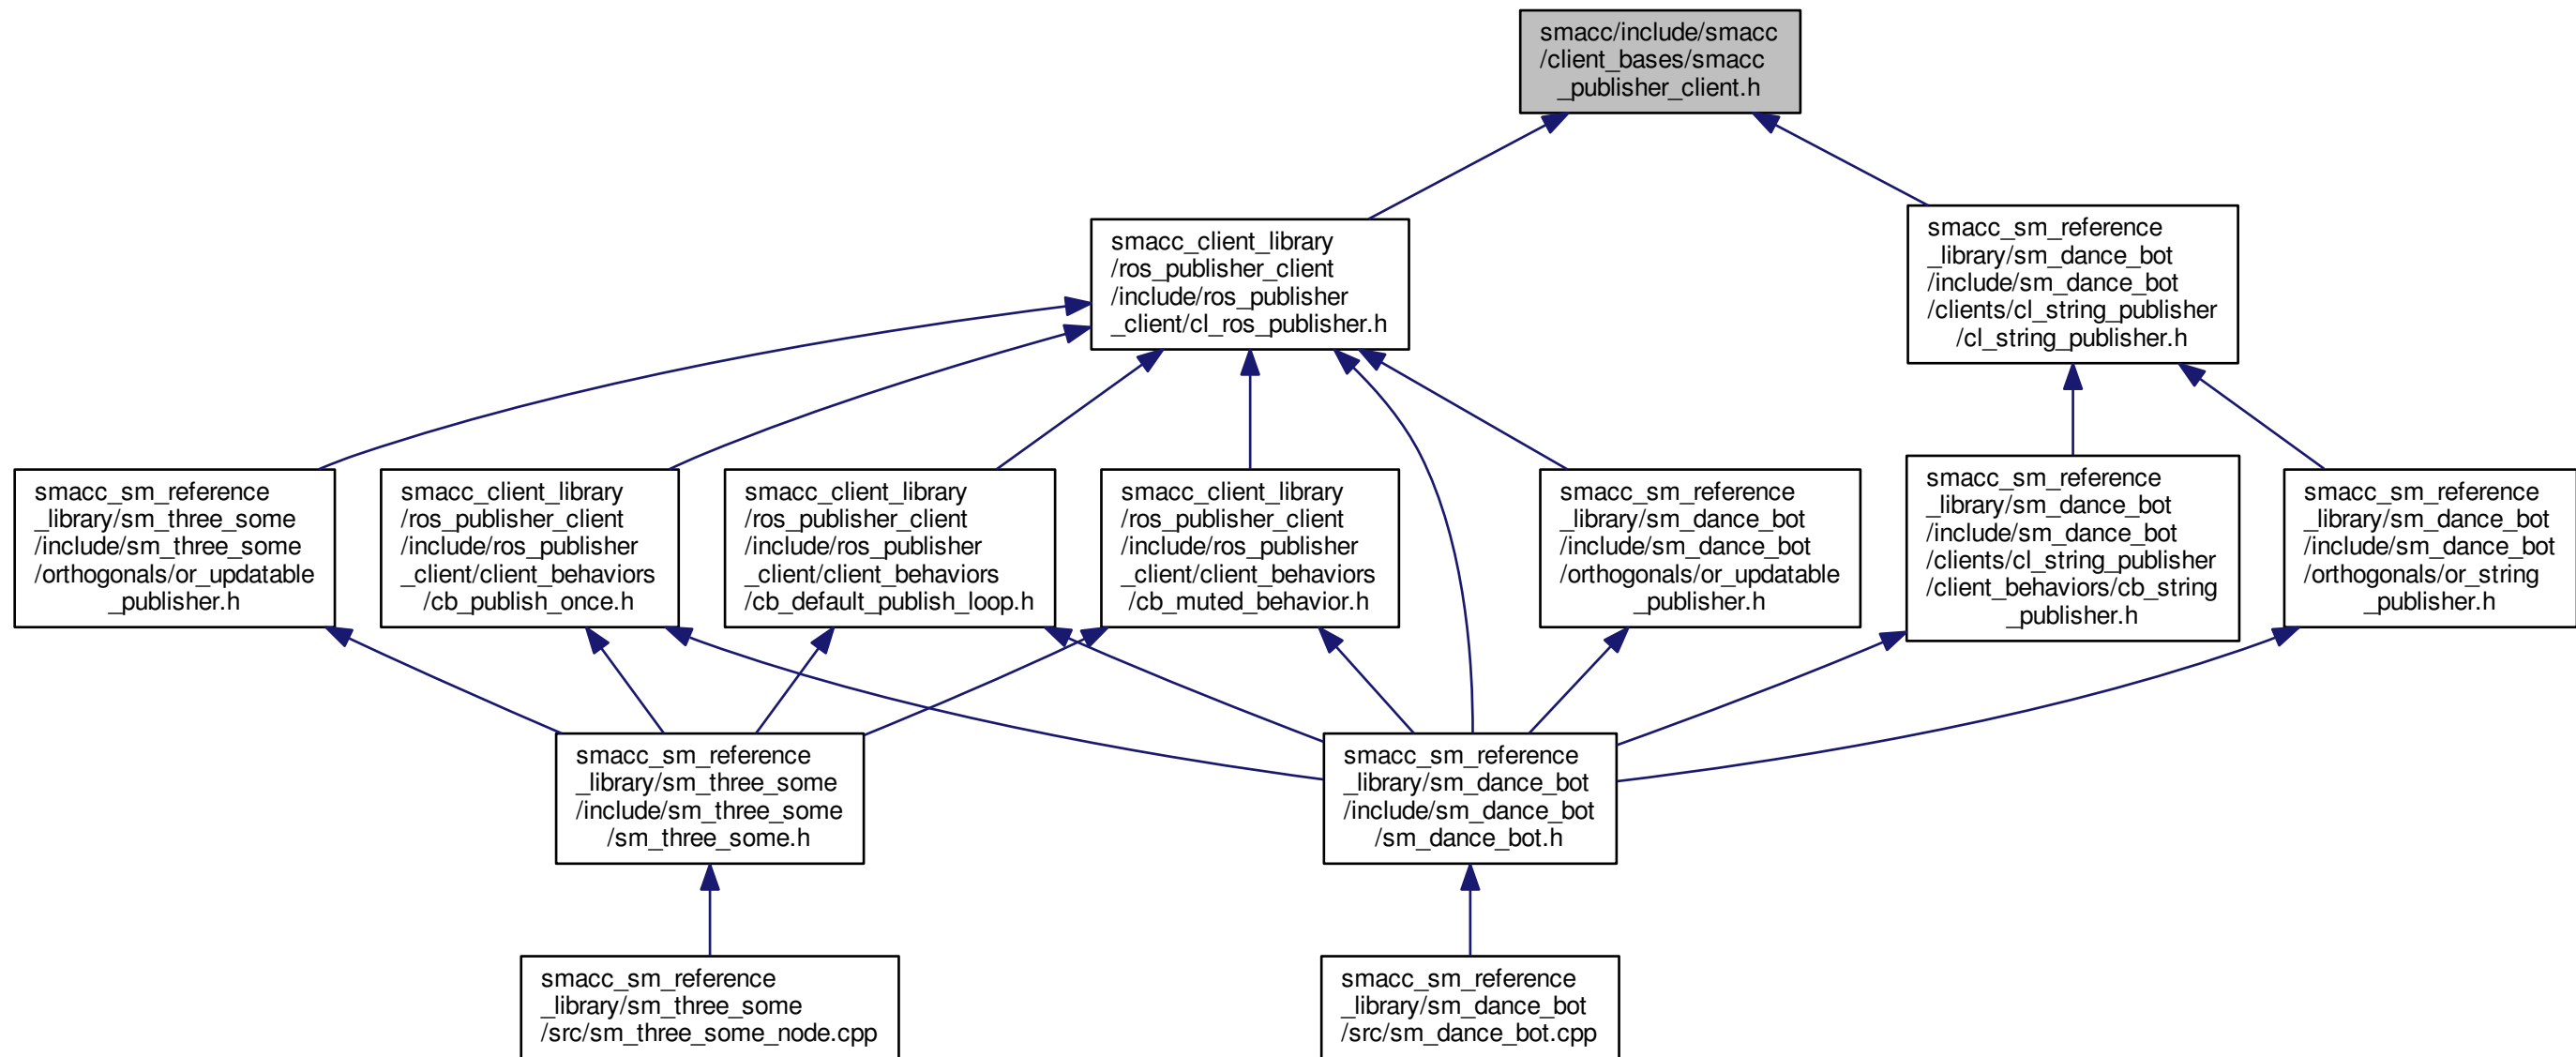 smacc/include/smacc
/client_bases/smacc
_publisher_client.h
smacc_client_library
/ros_publisher_client
/include/ros_publisher
_client/cl_ros_publisher.h
smacc_sm_reference
_library/sm_dance_bot
/include/sm_dance_bot
/clients/cl_string_publisher
/cl_string_publisher.h
smacc_sm_reference
_library/sm_three_some
/include/sm_three_some
/orthogonals/or_updatable
_publisher.h
smacc_client_library
/ros_publisher_client
/include/ros_publisher
_client/client_behaviors
/cb_publish_once.h
smacc_client_library
/ros_publisher_client
/include/ros_publisher
_client/client_behaviors
/cb_default_publish_loop.h
smacc_client_library
/ros_publisher_client
/include/ros_publisher
_client/client_behaviors
/cb_muted_behavior.h
smacc_sm_reference
_library/sm_dance_bot
/include/sm_dance_bot
/orthogonals/or_updatable
_publisher.h
smacc_sm_reference
_library/sm_dance_bot
/include/sm_dance_bot
/clients/cl_string_publisher
/client_behaviors/cb_string
_publisher.h
smacc_sm_reference
_library/sm_dance_bot
/include/sm_dance_bot
/orthogonals/or_string
_publisher.h
smacc_sm_reference
_library/sm_three_some
/include/sm_three_some
/sm_three_some.h
smacc_sm_reference
_library/sm_dance_bot
/include/sm_dance_bot
/sm_dance_bot.h
smacc_sm_reference
_library/sm_three_some
/src/sm_three_some_node.cpp
smacc_sm_reference
_library/sm_dance_bot
/src/sm_dance_bot.cpp